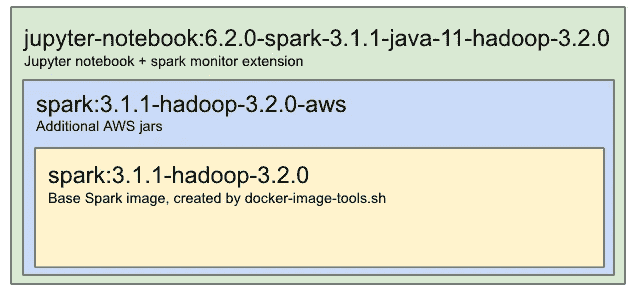 jupyter-notebook:6.2.0-spark-3.1.1-java-11-hadoop-3.2.0
Jupyter notebook + spark monitor extension
spark:3.1.1-hadoop-3.2.0-aws
Additional AWS jars
spark:3.1.1-hadoop-3.2.0
Base Spark image, created by docker-image-tools.sh